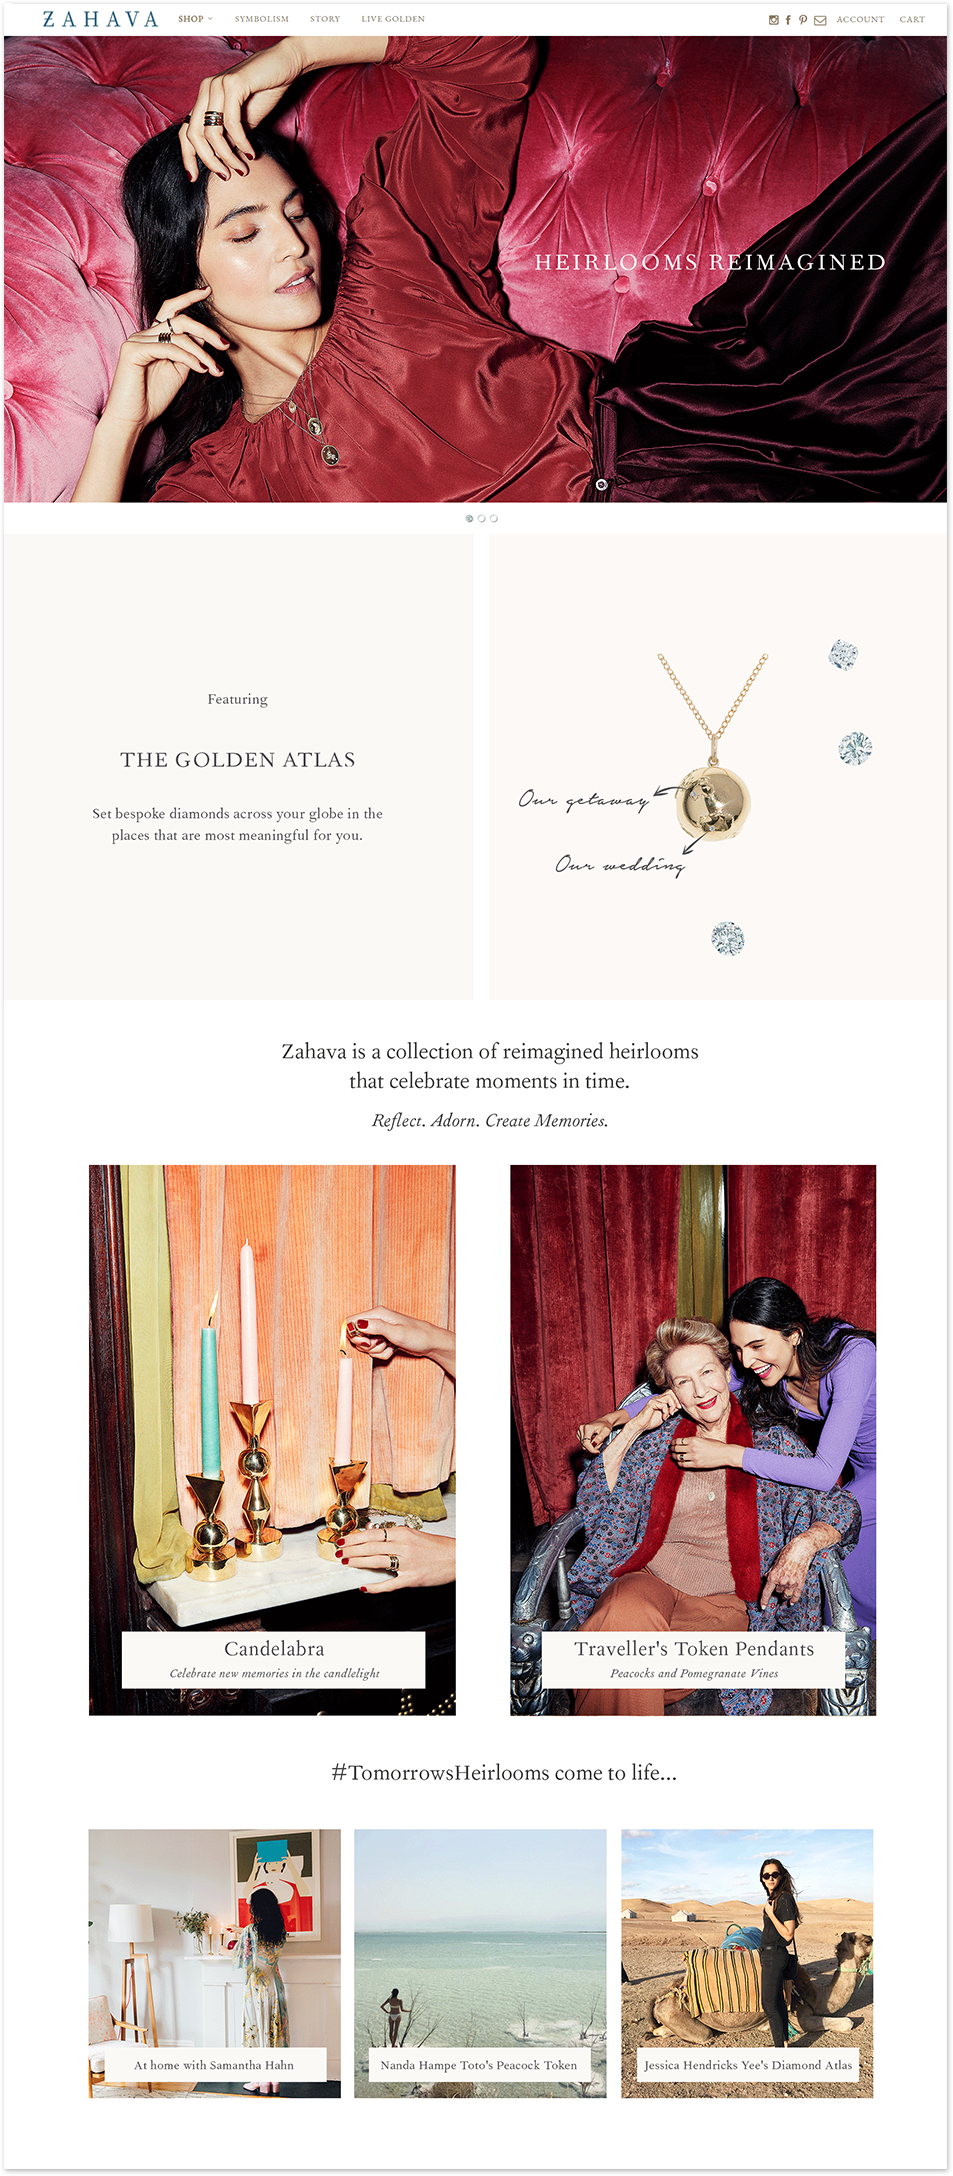 ZAHAVA
SHOP
SYMBOLISM
STORY
LIVE GOLDEN
ACCOUNT
CART
HEIRLOOMS REIMAGINED
Featuring
THE GOLDEN ATLAS
Set bespoke diamonds across your globe in the
places that are most meaningful for you.
Our getaway
Our wedding
Zahava is a collection of reimagined heirlooms
that celebrate moments in time.
Reflect. Adorn. Create Memories.
Candelabra
Celebrate new memories in the candlelight
Traveller's Token Pendants
Peacocks and Pomegranate Vines
#TomorrowsHeirlooms come to life...
At home with Samantha Hahn
Nanda Hampe Toto's Peacock Token
Jessica Hendricks Yee's Diamond Atlas